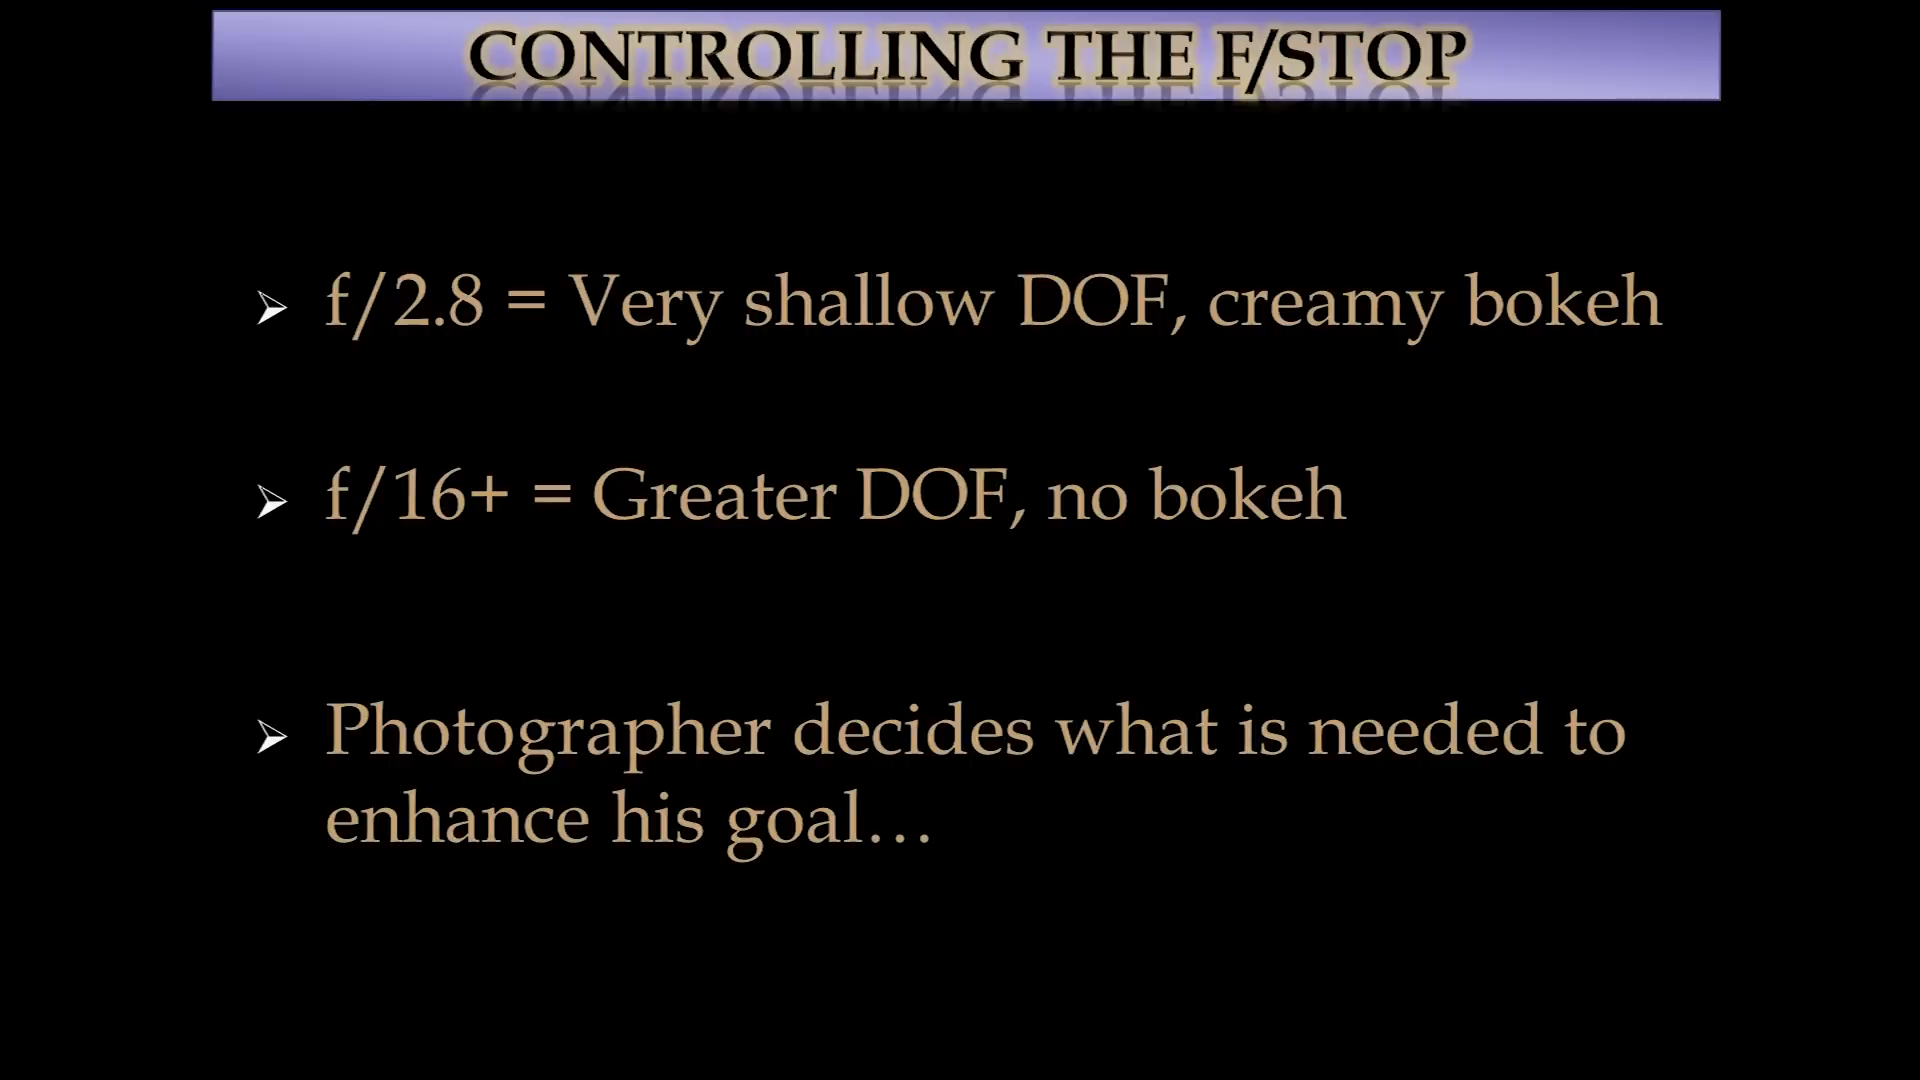 CONTROLLING THE F/STOP
f/2.8 = Very shallow DOF, creamy bokeh
f/16+ = Greater DOF, no bokeh
Photographer decides what is needed to
enhance his goal…